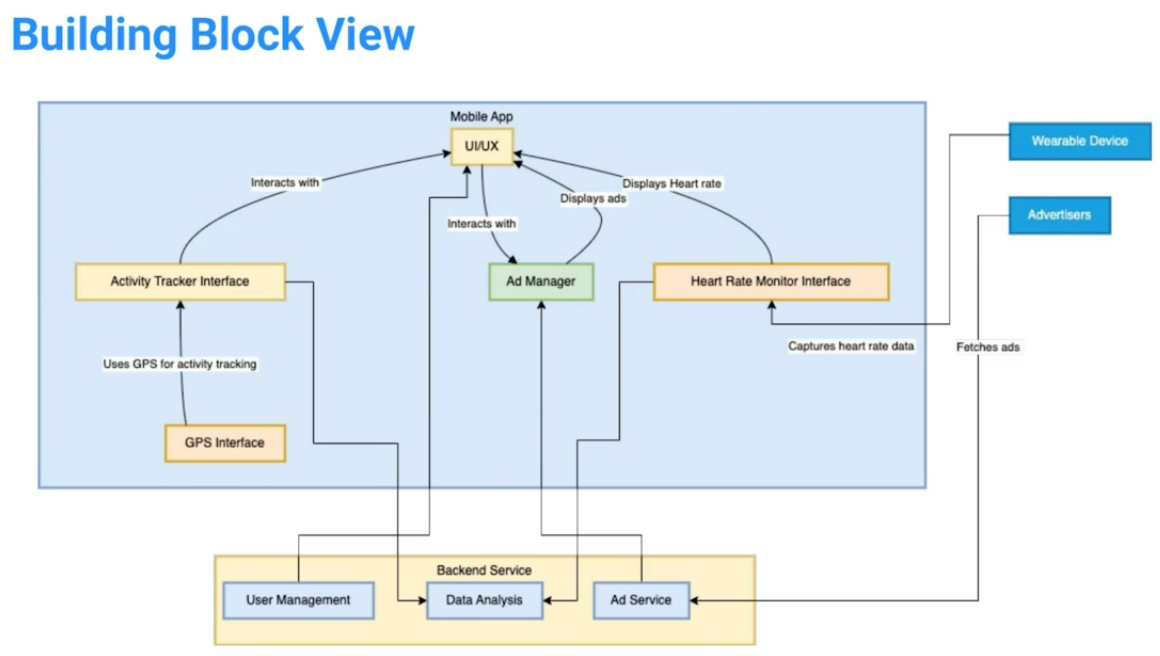 Building Block View
Mobile App
UI/UX
Wearable Device
Interacts with
Displays Heart rate
Displays ads
Advertisers
Interacts with
Activity Tracker Interface
Ad Manager
Heart Rate Monitor Interface
Captures heart rate data
Fetches ads
Uses GPS for activity tracking
GPS Interface
Backend Service
User Management
Data Analysis
Ad Service